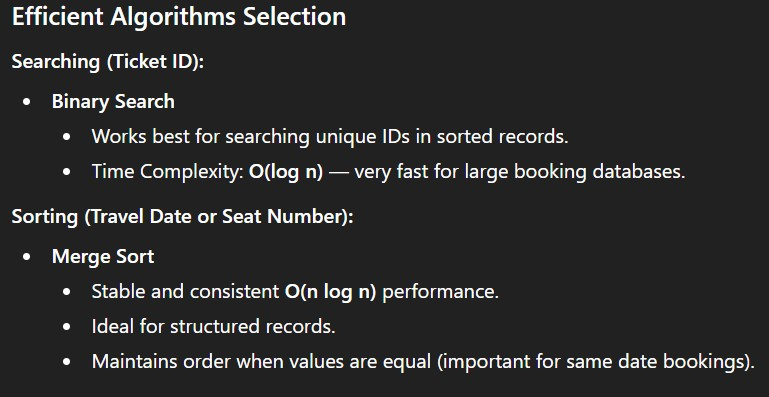 Efficient Algorithms Selection
Searching (Ticket ID):
• Binary Search
• Works best for searching unique IDs in sorted records.
• Time Complexity: O(log n) — very fast for large booking databases.
Sorting (Travel Date or Seat Number):
• Merge Sort
• Stable and consistent O(n log n) performance.
• Ideal for structured records.
• Maintains order when values are equal (important for same date bookings).